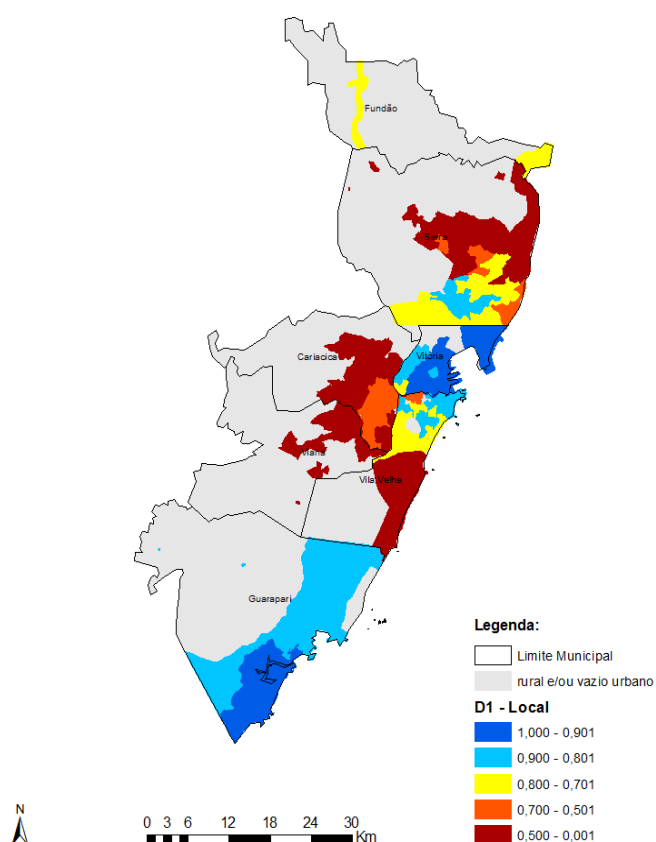 Fundão
Serra
Cariacica
Vitória
Viana
Vila Velha
Guarapari
Legenda:
Limite Municipal
rural e/ou vazio urbano
D1 - Local
1,000 - 0,901
0,900 - 0,801
0,800 - 0,701
0,700 - 0,501
0,500 - 0,001
N
0 3 6 12 18 24 30
Km